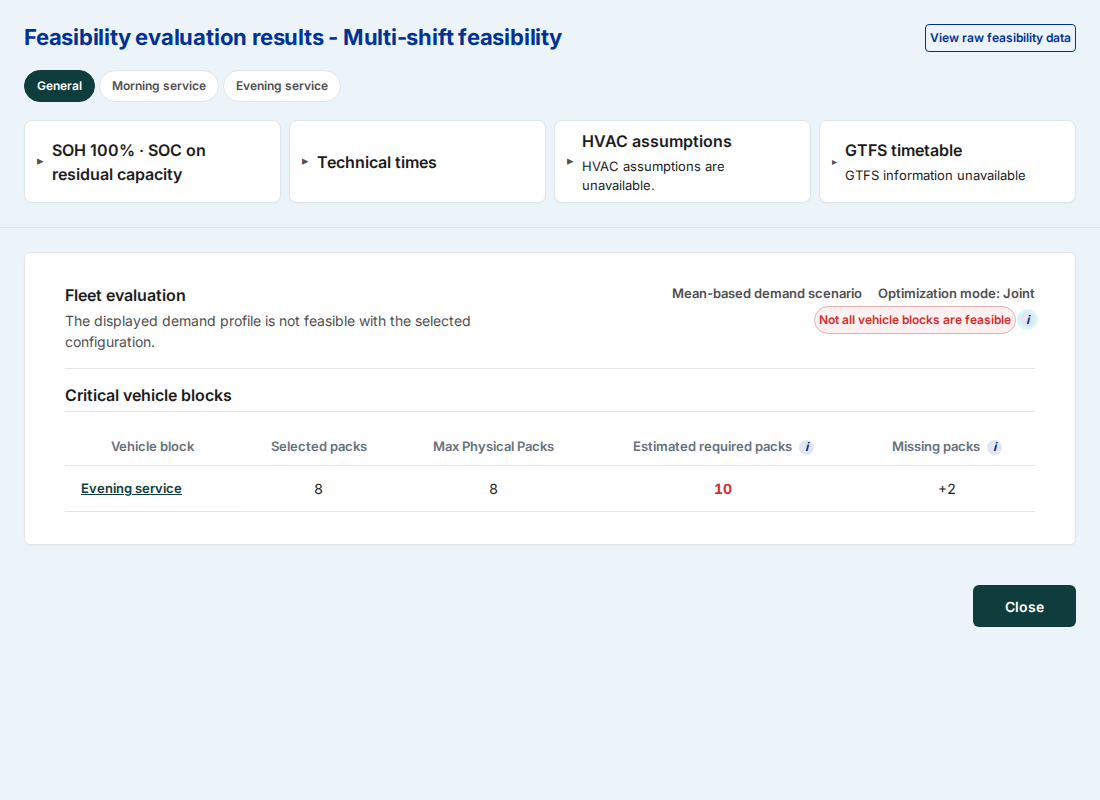 Feasibility evaluation results - Multi-shift feasibility
View raw feasibility data
General
Morning service
Evening service
SOH 100% · SOC on
residual capacity
Technical times
HVAC assumptions
HVAC assumptions are
unavailable.
GTFS timetable
GTFS information unavailable
Fleet evaluation
The displayed demand profile is not feasible with the selected
configuration.
Mean-based demand scenario
Optimization mode: Joint
Not all vehicle blocks are feasible
i
Critical vehicle blocks
Vehicle block
Selected packs
Max Physical Packs
Estimated required packs i
Missing packs i
Evening service
8
8
10
+2
Close